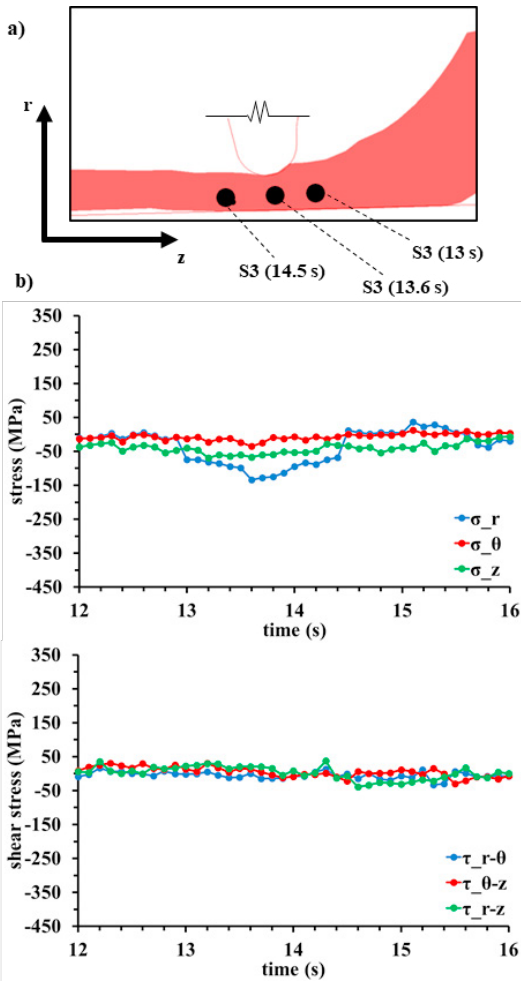 a)
r
z
S3 (14.5 s)
S3 (13.6 s)
S3 (13 s)
b)
350
250
150
50
-50
-150
-250
-350
-450
stress (MPa)
σ_r
σ_θ
σ_z
12 13 14 15 16
time (s)
350
250
150
50
-50
-150
-250
-350
-450
shear stress (MPa)
τ_r-θ
τ_θ-z
τ_r-z
12 13 14 15 16
time (s)